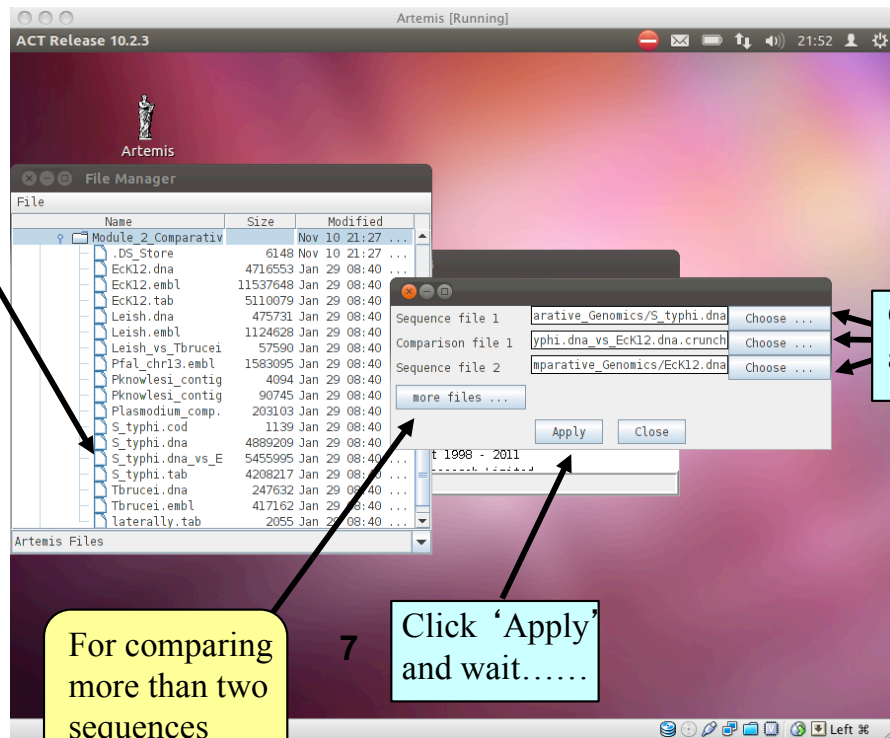 Artemis [Running]
ACT Release 10.2.3
21:52
Artemis
File Manager
File
Name Size Modified
Module_2_Comparativ Nov 10 21:27 ...
.DS_Store 6148 Nov 10 21:27 ...
EcK12.dna 4716553 Jan 29 08:40 ...
EcK12.embl 11537648 Jan 29 08:40 ...
EcK12.tab 5110079 Jan 29 08:40 ...
Leish.dna 475731 Jan 29 08:40
Leish.embl 1124628 Jan 29 08:40
Leish_vs_Tbrucei 57590 Jan 29 08:40
Pfal_chr13.embl 1583095 Jan 29 08:40
Pknowlesi_contig 4094 Jan 29 08:40
Pknowlesi_contig 90745 Jan 29 08:40
Plasmodium_comp. 203103 Jan 29 08:40
S_typhi.cod 1139 Jan 29 08:40
S_typhi.dna 4889209 Jan 29 08:40
S_typhi.dna_vs_E 5455995 Jan 29 08:40 ...
S_typhi.tab 4208217 Jan 29 08:40 ...
Tbrucei.dna 247632 Jan 29 08:40 ...
Tbrucei.embl 417162 Jan 29 08:40 ...
laterally.tab 2055 Jan 29 08:40 ...
Artemis Files
Sequence file 1 arative_Genomics/S_typhi.dna Choose ...
Comparison file 1 yphi.dna_vs_EcK12.dna.crunch Choose ...
Sequence file 2 mparative_Genomics/EcK12.dna Choose ...
more files ...
Apply Close
t 1998 - 2011
For comparing
more than two
sequences
7
Click ‘Apply’
and wait……
Left ⌘